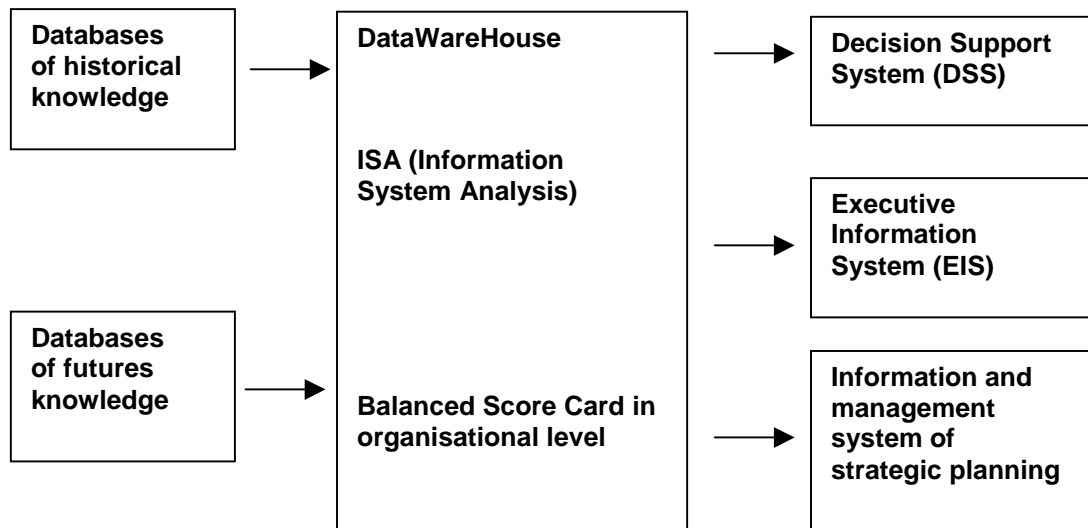 Databases
of historical
knowledge
Databases
of futures
knowledge
DataWareHouse
ISA (Information
System Analysis)
Balanced Score Card in
organisational level
Decision Support
System (DSS)
Executive
Information
System (EIS)
Information and
management
system of
strategic planning